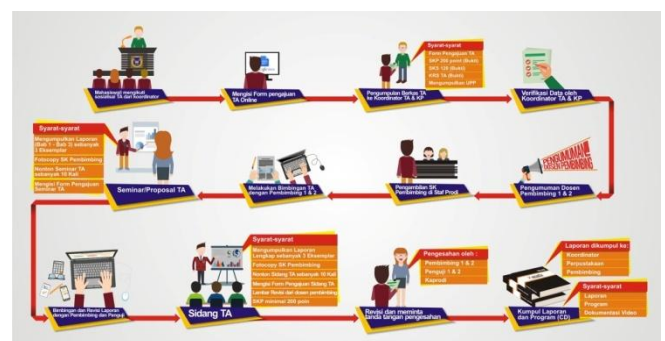 Mahasiswa mengikuti
sosialisasi TA dari koordinator
Mengisi Form pengajuan
TA Online
Syarat-syarat
Form Pengajuan TA
SKP 200 point (Bukti)
SKS 120 (Bukti)
KRS TA (Bukti)
Mengumpulkan UPP
Pengumpulan Berkas TA
ke Koordinator TA & KP
Verifikasi Data oleh
Koordinator TA & KP
Syarat-syarat
Mengumpulkan Laporan
(Bab 1 - Bab 3) sebanyak
3 Eksemplar
Fotocopy SK Pembimbing
Nonton Seminar TA
sebanyak 10 Kali
Mengisi Form Pengajuan
Seminar TA
Seminar/Proposal TA
Melakukan Bimbingan TA
dengan Pembimbing 1 & 2
Pengambilan SK
Pembimbing di Staf Prodi
PENGUMUMAN
DOSEN PEMBIMBING
Pengumuman Dosen
Pembimbing 1 & 2
Bimbingan dan Revisi Laporan
dengan Pembimbing dan Penguji
Syarat-syarat
Mengumpulkan Laporan
Lengkap sebanyak 3 Eksemplar
Fotocopy SK Pembimbing
Nonton Sidang TA sebanyak 10 Kali
Mengisi Form Pengajuan Sidang TA
Lembar Revisi dari dosen pembimbing
SKP minimal 200 poin
Sidang TA
Pengesahan oleh :
Pembimbing 1 & 2
Penguji 1 & 2
Kaprodi
Revisi dan meminta
tanda tangan pengesahan
Laporan dikumpul ke:
Koordinator
Perpustakaan
Pembimbing
Syarat-syarat
Laporan
Program
Dokumentasi Video
Kumpul Laporan
dan Program (CD)